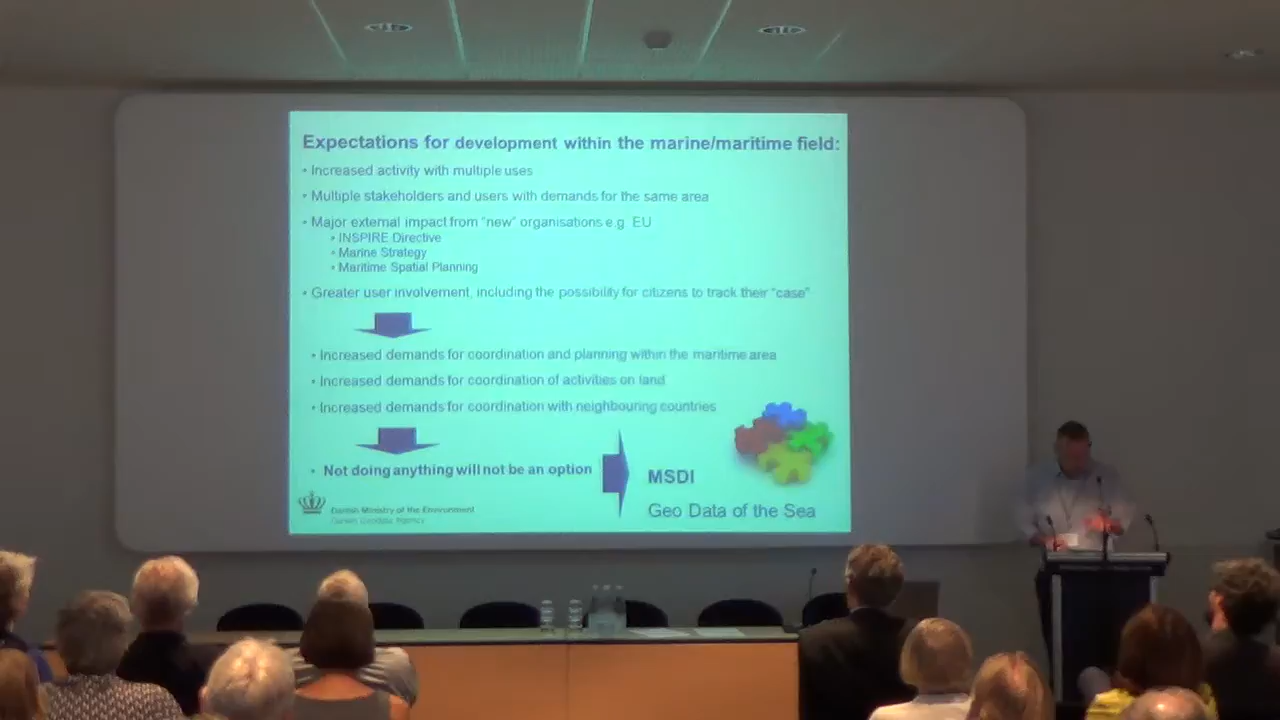 Expectations for development within the marine/maritime field:
• Increased activity with multiple uses
• Multiple stakeholders and users with demands for the same area
• Major external impact from "new" organisations e.g. EU
• INSPIRE Directive
• Marine Strategy
• Maritime Spatial Planning
• Greater user involvement, including the possibility for citizens to track their "case"
• Increased demands for coordination and planning within the maritime area
• Increased demands for coordination of activities on land
• Increased demands for coordination with neighbouring countries
• Not doing anything will not be an option
MSDI
Geo Data of the Sea
Danish Ministry of the Environment
Danish Geodata Agency